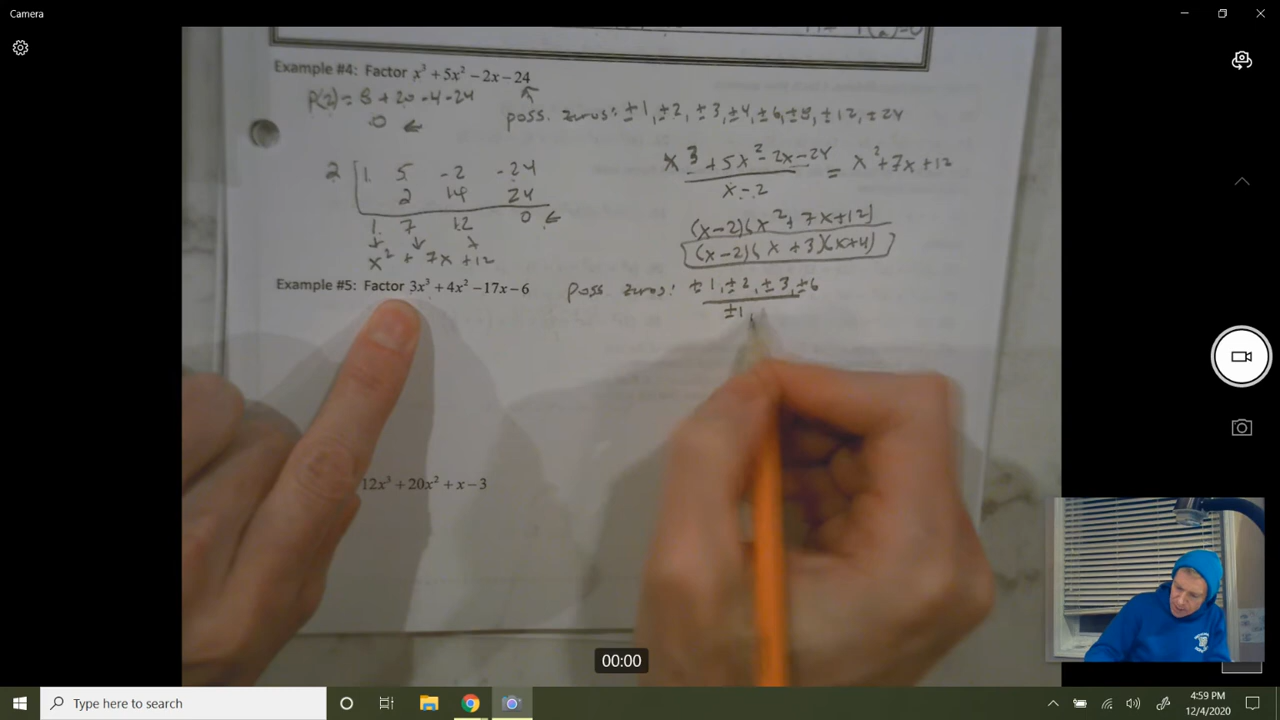 Camera
Example #4: Factor x³ + 5x² − 2x − 24
P(2) = 8 + 20 - 4 - 24
0 ←
poss. zeros: ±1, ±2, ±3, ±4, ±6, ±8, ±12, ±24
2 | 1 5 -2 -24
2 14 24
1 7 12 0 ←
x² + 7x + 12
x³ + 5x² - 2x - 24 = x² + 7x + 12
x - 2
(x-2)(x² + 7x + 12)
(x-2)(x+3)(x+4)
Example #5: Factor 3x³ + 4x² − 17x − 6
poss zeros: ±1, ±2, ±3, ±6
±1,
12x³ + 20x² + x − 3
00:00
Type here to search
4:59 PM
12/4/2020